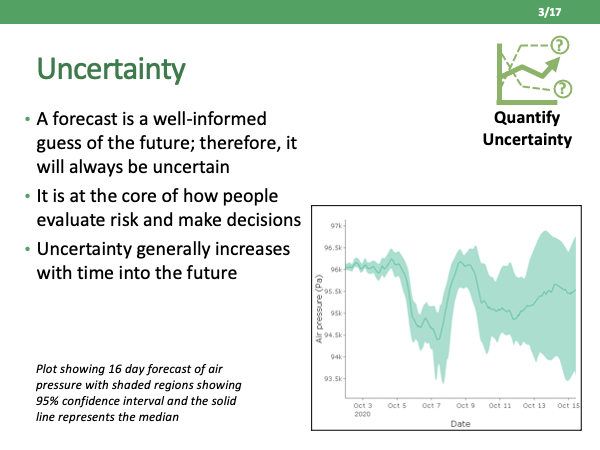 3/17
Uncertainty
?
?
Quantify
Uncertainty
• A forecast is a well-informed
guess of the future; therefore, it
will always be uncertain
• It is at the core of how people
evaluate risk and make decisions
• Uncertainty generally increases
with time into the future
Plot showing 16 day forecast of air
pressure with shaded regions showing
95% confidence interval and the solid
line represents the median
Air pressure (Pa)
97k
96.5k
96k
95.5k
95k
94.5k
94k
93.5k
Oct 3 Oct 5 Oct 7 Oct 9 Oct 11 Oct 13 Oct 15
2020
Date